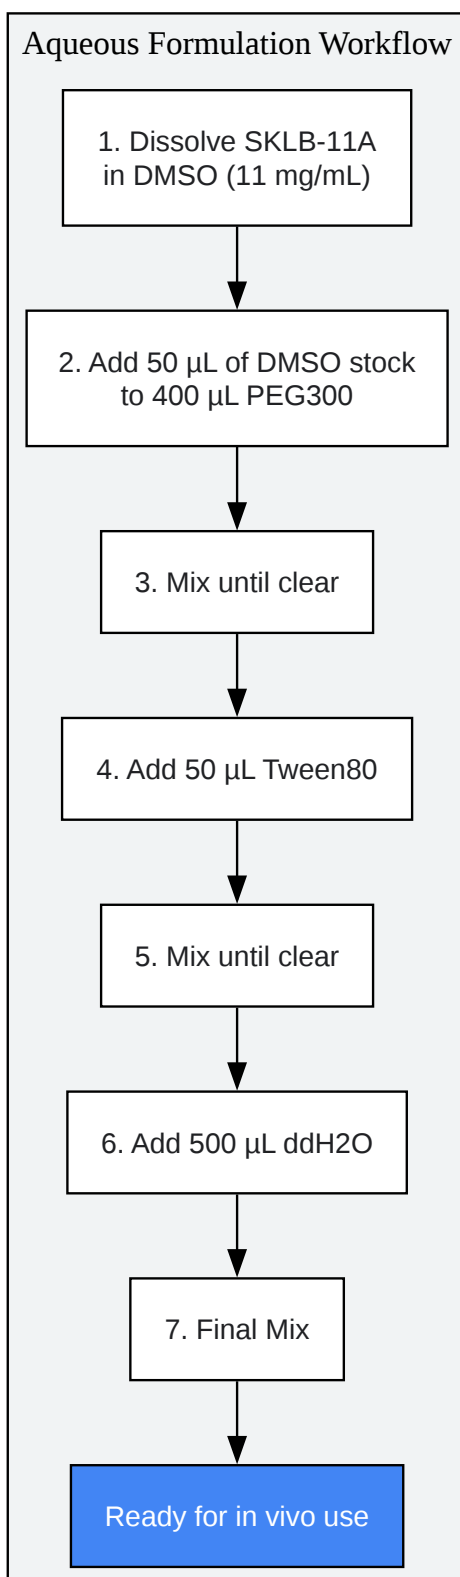 Aqueous Formulation Workflow
1. Dissolve SKLB-11A
in DMSO (11 mg/mL)
2. Add 50 µL of DMSO stock
to 400 µL PEG300
3. Mix until clear
4. Add 50 µL Tween80
5. Mix until clear
6. Add 500 µL ddH2O
7. Final Mix
Ready for in vivo use